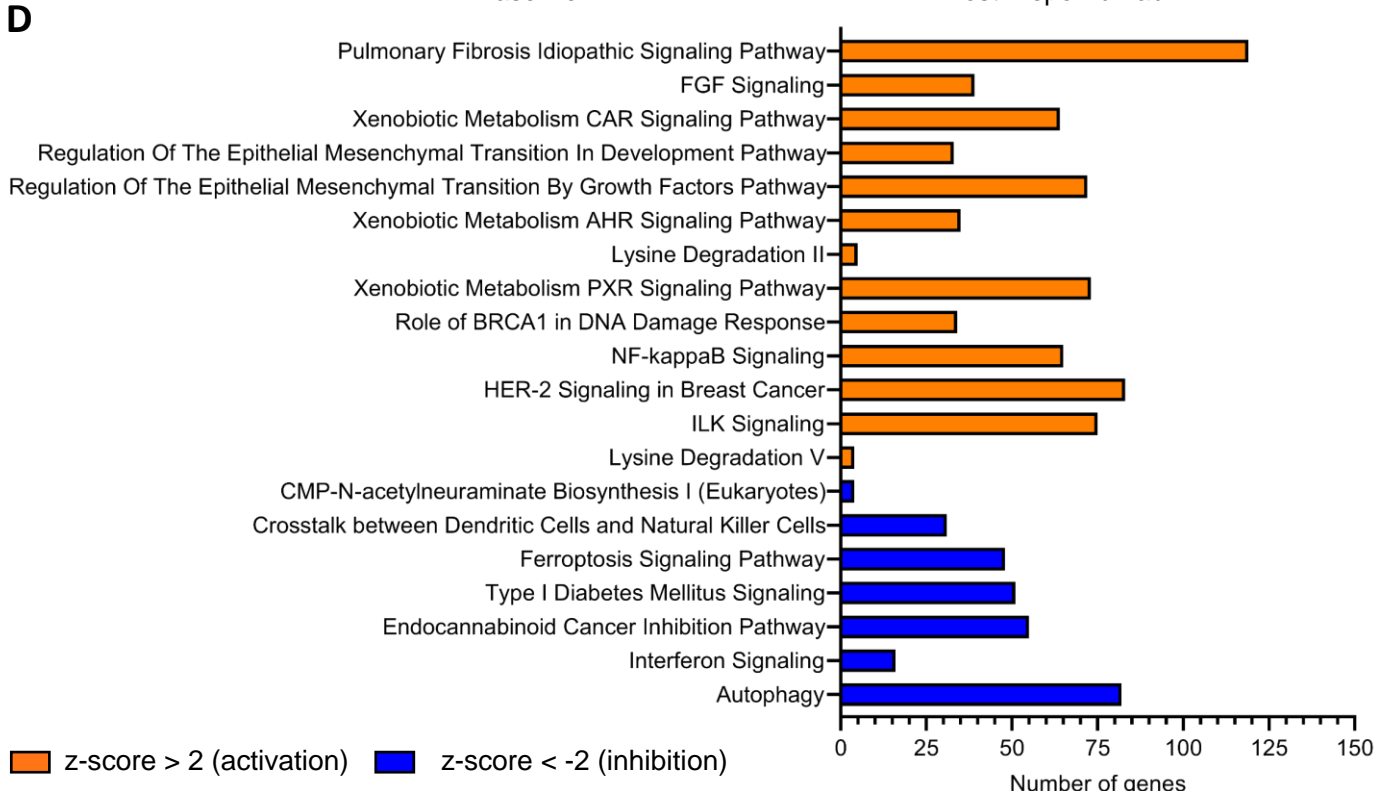 D
Pulmonary Fibrosis Idiopathic Signaling Pathway
FGF Signaling
Xenobiotic Metabolism CAR Signaling Pathway
Regulation Of The Epithelial Mesenchymal Transition In Development Pathway
Regulation Of The Epithelial Mesenchymal Transition By Growth Factors Pathway
Xenobiotic Metabolism AHR Signaling Pathway
Lysine Degradation II
Xenobiotic Metabolism PXR Signaling Pathway
Role of BRCA1 in DNA Damage Response
NF-kappaB Signaling
HER-2 Signaling in Breast Cancer
ILK Signaling
Lysine Degradation V
CMP-N-acetylneuraminate Biosynthesis I (Eukaryotes)
Crosstalk between Dendritic Cells and Natural Killer Cells
Ferroptosis Signaling Pathway
Type I Diabetes Mellitus Signaling
Endocannabinoid Cancer Inhibition Pathway
Interferon Signaling
Autophagy
0 25 50 75 100 125 150
Number of genes
z-score > 2 (activation) z-score < -2 (inhibition)